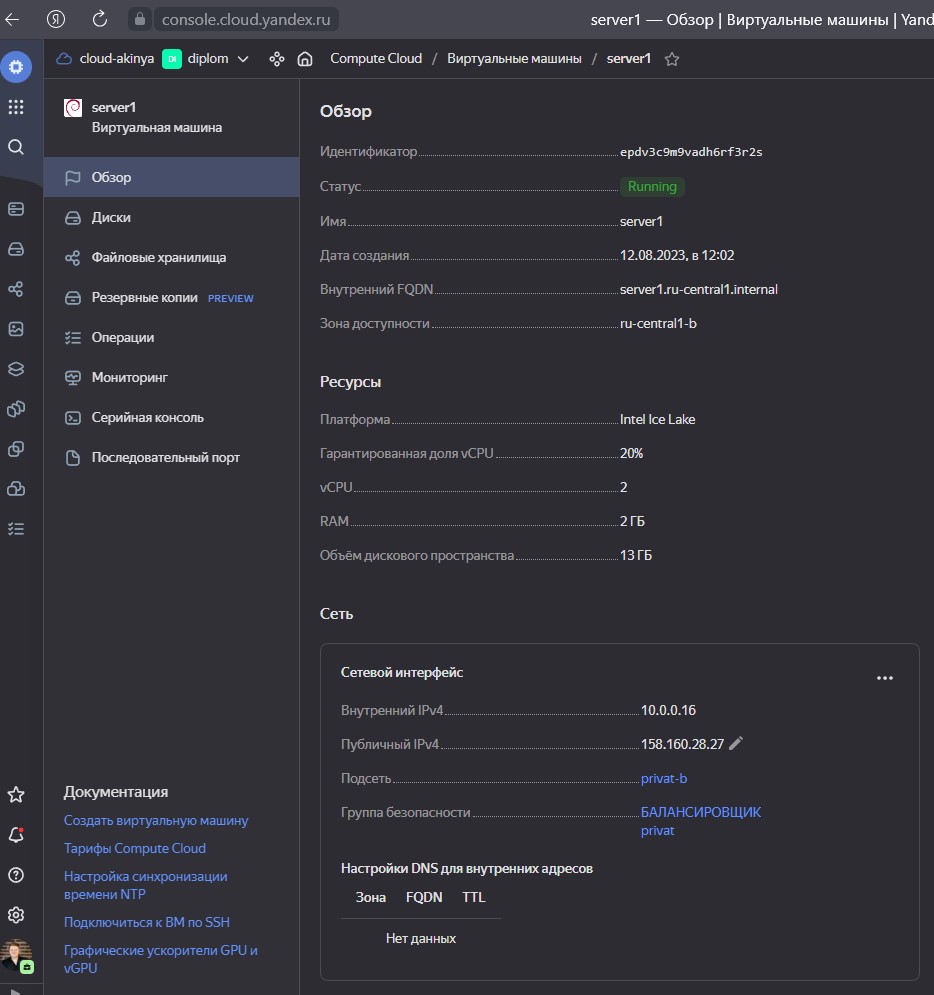 console.cloud.yandex.ru
server1 — Обзор | Виртуальные машины | Yand
cloud-akinya DI diplom Compute Cloud / Виртуальные машины / server1
server1
Виртуальная машина
Обзор
Диски
Файловые хранилища
Резервные копии PREVIEW
Операции
Мониторинг
Серийная консоль
Последовательный порт
Документация
Создать виртуальную машину
Тарифы Compute Cloud
Настройка синхронизации
времени NTP
Подключиться к ВМ по SSH
Графические ускорители GPU и
vGPU
Обзор
Идентификатор epdv3c9m9vadh6rf3r2s
Статус Running
Имя server1
Дата создания 12.08.2023, в 12:02
Внутренний FQDN server1.ru-central1.internal
Зона доступности ru-central1-b
Ресурсы
Платформа Intel Ice Lake
Гарантированная доля vCPU 20%
vCPU 2
RAM 2 ГБ
Объём дискового пространства 13 ГБ
Сеть
Сетевой интерфейс
Внутренний IPv4 10.0.0.16
Публичный IPv4 158.160.28.27
Подсеть privat-b
Группа безопасности БАЛАНСИРОВЩИК
privat
Настройки DNS для внутренних адресов
Зона FQDN TTL
Нет данных